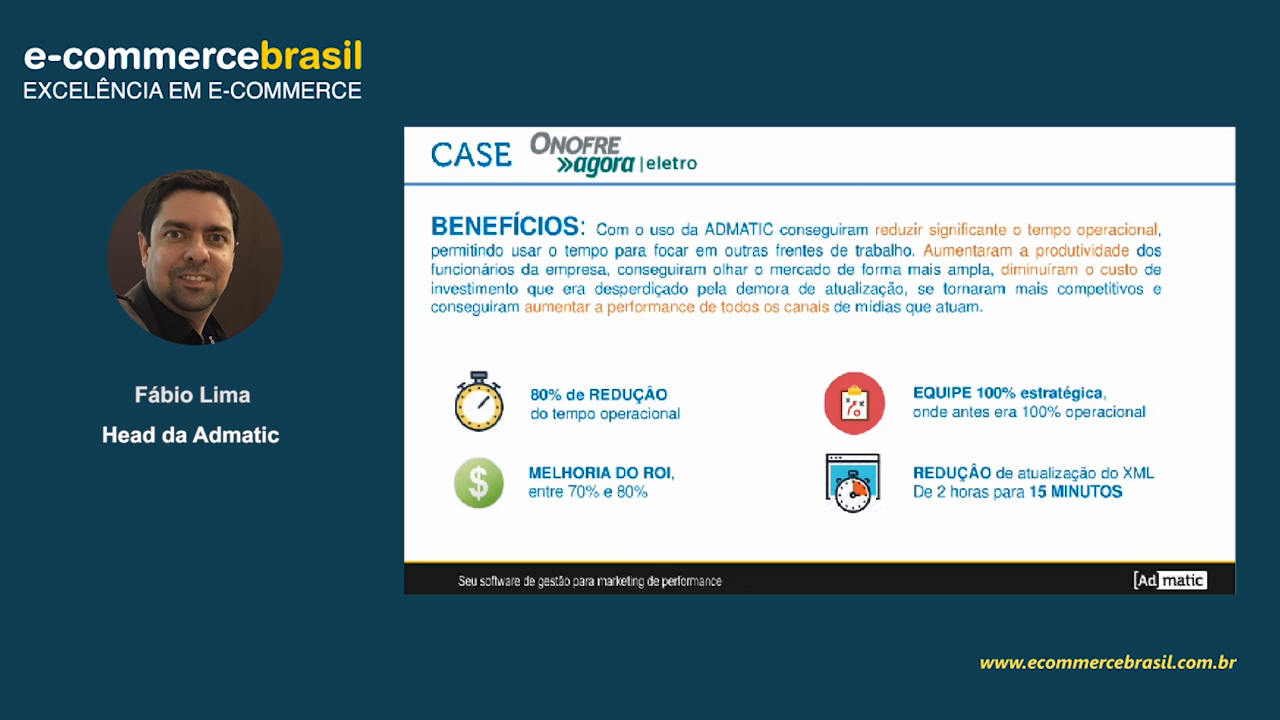 e-commercebrasil
EXCELÊNCIA EM E-COMMERCE
Fábio Lima
Head da Admatic
CASE ONOFRE
»agora | eletro
BENEFÍCIOS: Com o uso da ADMATIC conseguiram reduzir significante o tempo operacional,
permitindo usar o tempo para focar em outras frentes de trabalho. Aumentaram a produtividade dos
funcionários da empresa, conseguiram olhar o mercado de forma mais ampla, diminuíram o custo de
investimento que era desperdiçado pela demora de atualização, se tornaram mais competitivos e
conseguiram aumentar a performance de todos os canais de mídias que atuam.
80% de REDUÇÂO
do tempo operacional
EQUIPE 100% estratégica,
onde antes era 100% operacional
MELHORIA DO ROI,
entre 70% e 80%
REDUÇÂO de atualização do XML
De 2 horas para 15 MINUTOS
Seu software de gestão para marketing de performance
[Ad]matic
www.ecommercebrasil.com.br